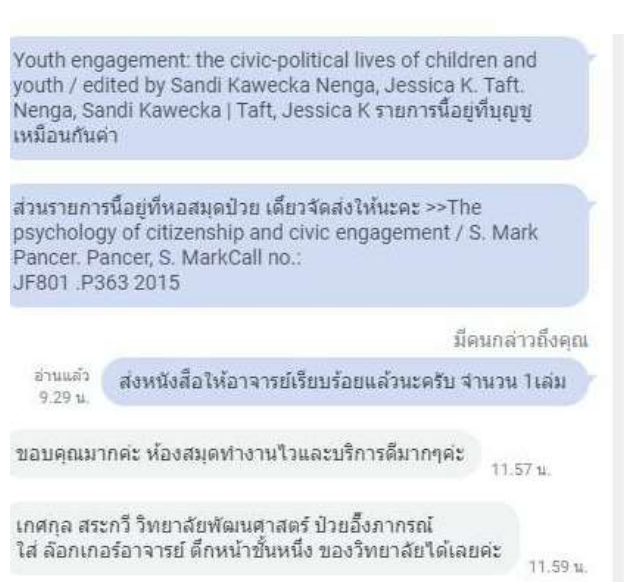 Youth engagement: the civic-political lives of children and
youth / edited by Sandi Kawecka Nenga, Jessica K. Taft.
Nenga, Sandi Kawecka | Taft, Jessica K รายการนี้อยู่ที่บุญชู
เหมือนกันค่า
ส่วนรายการนี้อยู่ที่หอสมุดป๋วย เดี๋ยวจัดส่งให้นะคะ >>The
psychology of citizenship and civic engagement / S. Mark
Pancer. Pancer, S. MarkCall no.:
JF801 .P363 2015
มีคนกล่าวถึงคุณ
อ่านแล้ว
9.29 น.
ส่งหนังสือให้อาจารย์เรียบร้อยแล้วนะครับ จำนวน 1เล่ม
ขอบคุณมากค่ะ ห้องสมุดทำงานไวและบริการดีมากๆค่ะ
11.57 น.
เกศกุล สระกวี วิทยาลัยพัฒนศาสตร์ ป๋วยอึ๊งภากรณ์
ใส่ ล๊อกเกอร์อาจารย์ ตึกหน้าชั้นหนึ่ง ของวิทยาลัยได้เลยค่ะ
11.59 น.